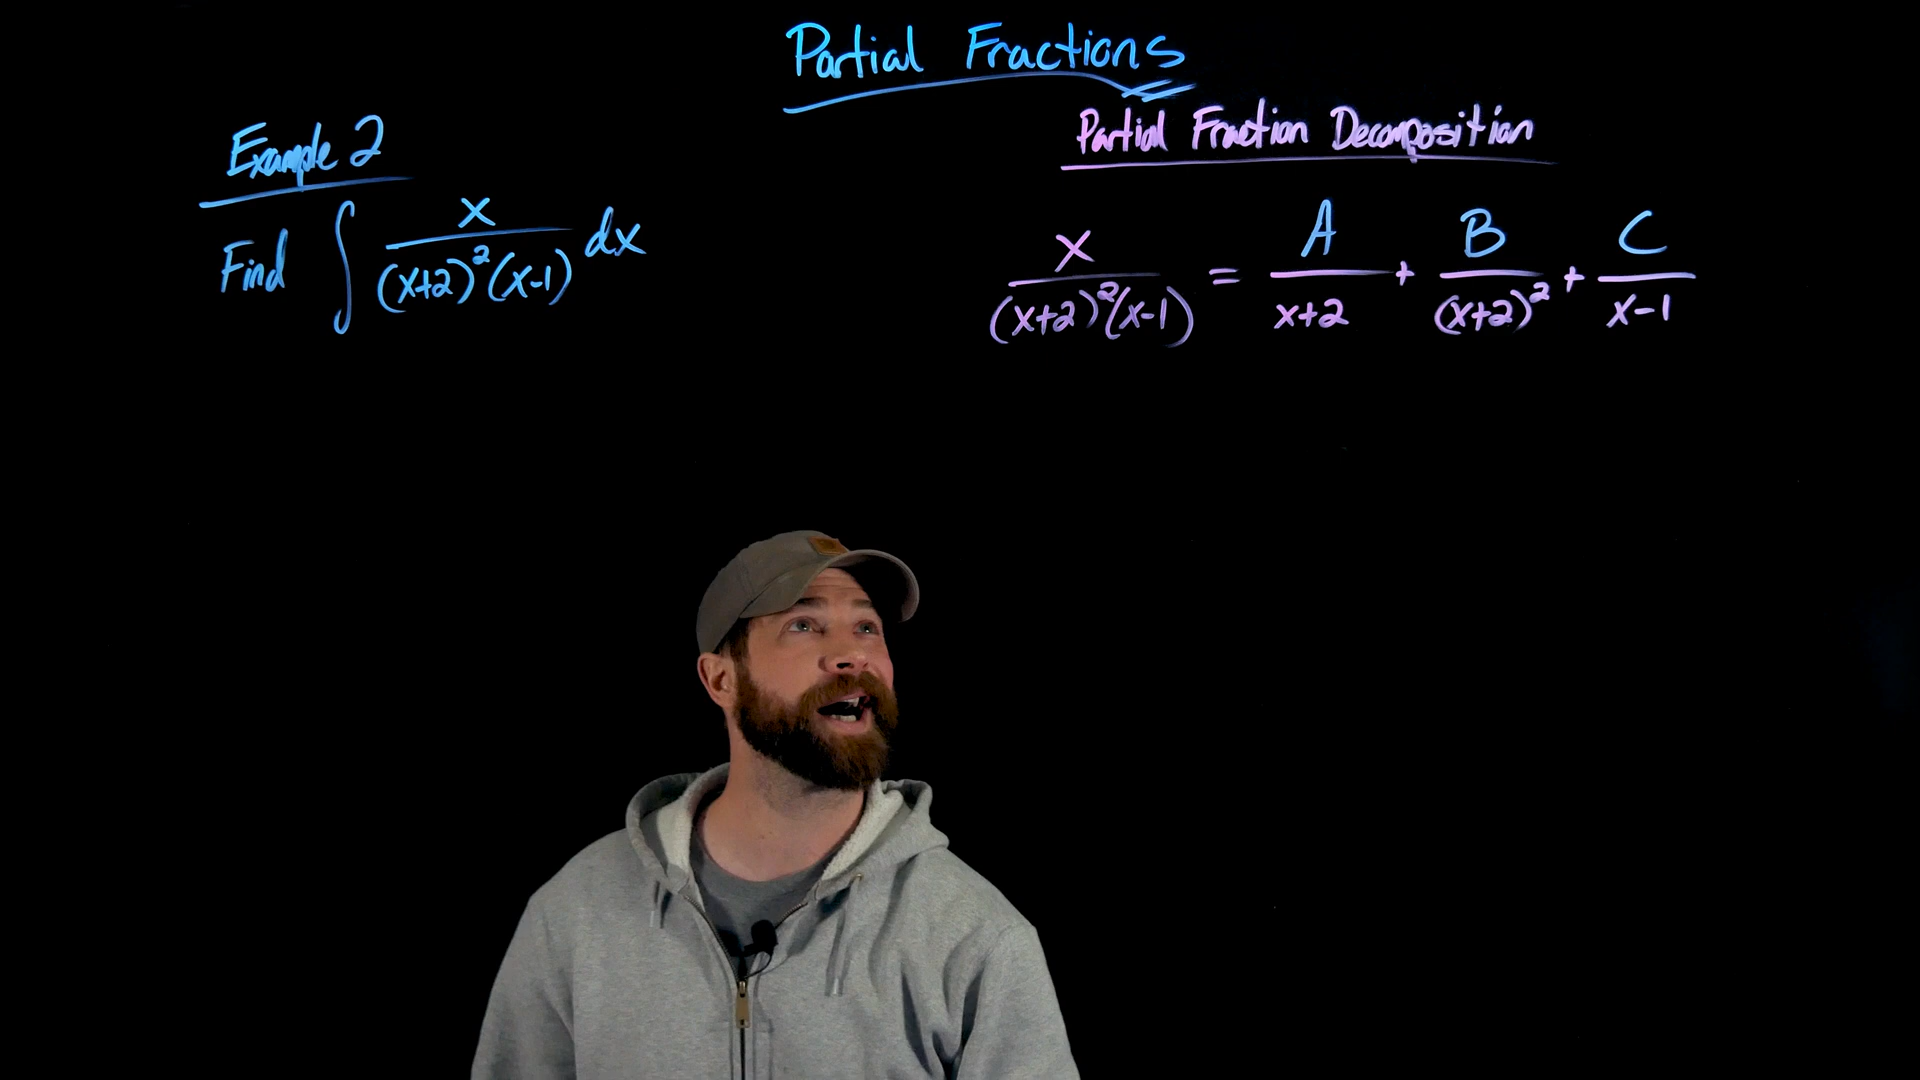 Partial Fractions
Example 2
Find ∫ x/((x+2)²(x-1)) dx
Partial Fraction Decomposition
x/((x+2)²(x-1)) = A/(x+2) + B/(x+2)² + C/(x-1)